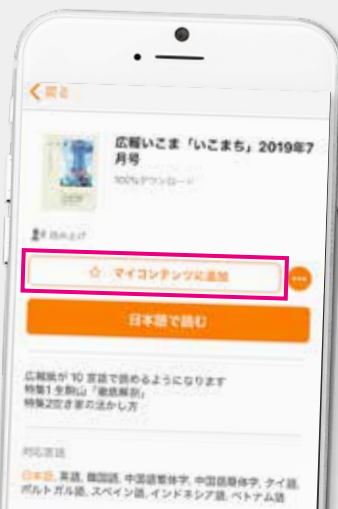 戻る
広報いこま「いこまち」2019年7
月号
100%ダウンロード
読み上げ
☆ マイコンテンツに追加
日本語で読む
広報紙が 10 言語で読めるようになります
特集1 生駒山「徹底解剖」
特集2空き家の活かし方
対応言語
日本語, 英語, 韓国語, 中国語繁体字, 中国語簡体字, タイ語,
ポルトガル語, スペイン語, インドネシア語, ベトナム語